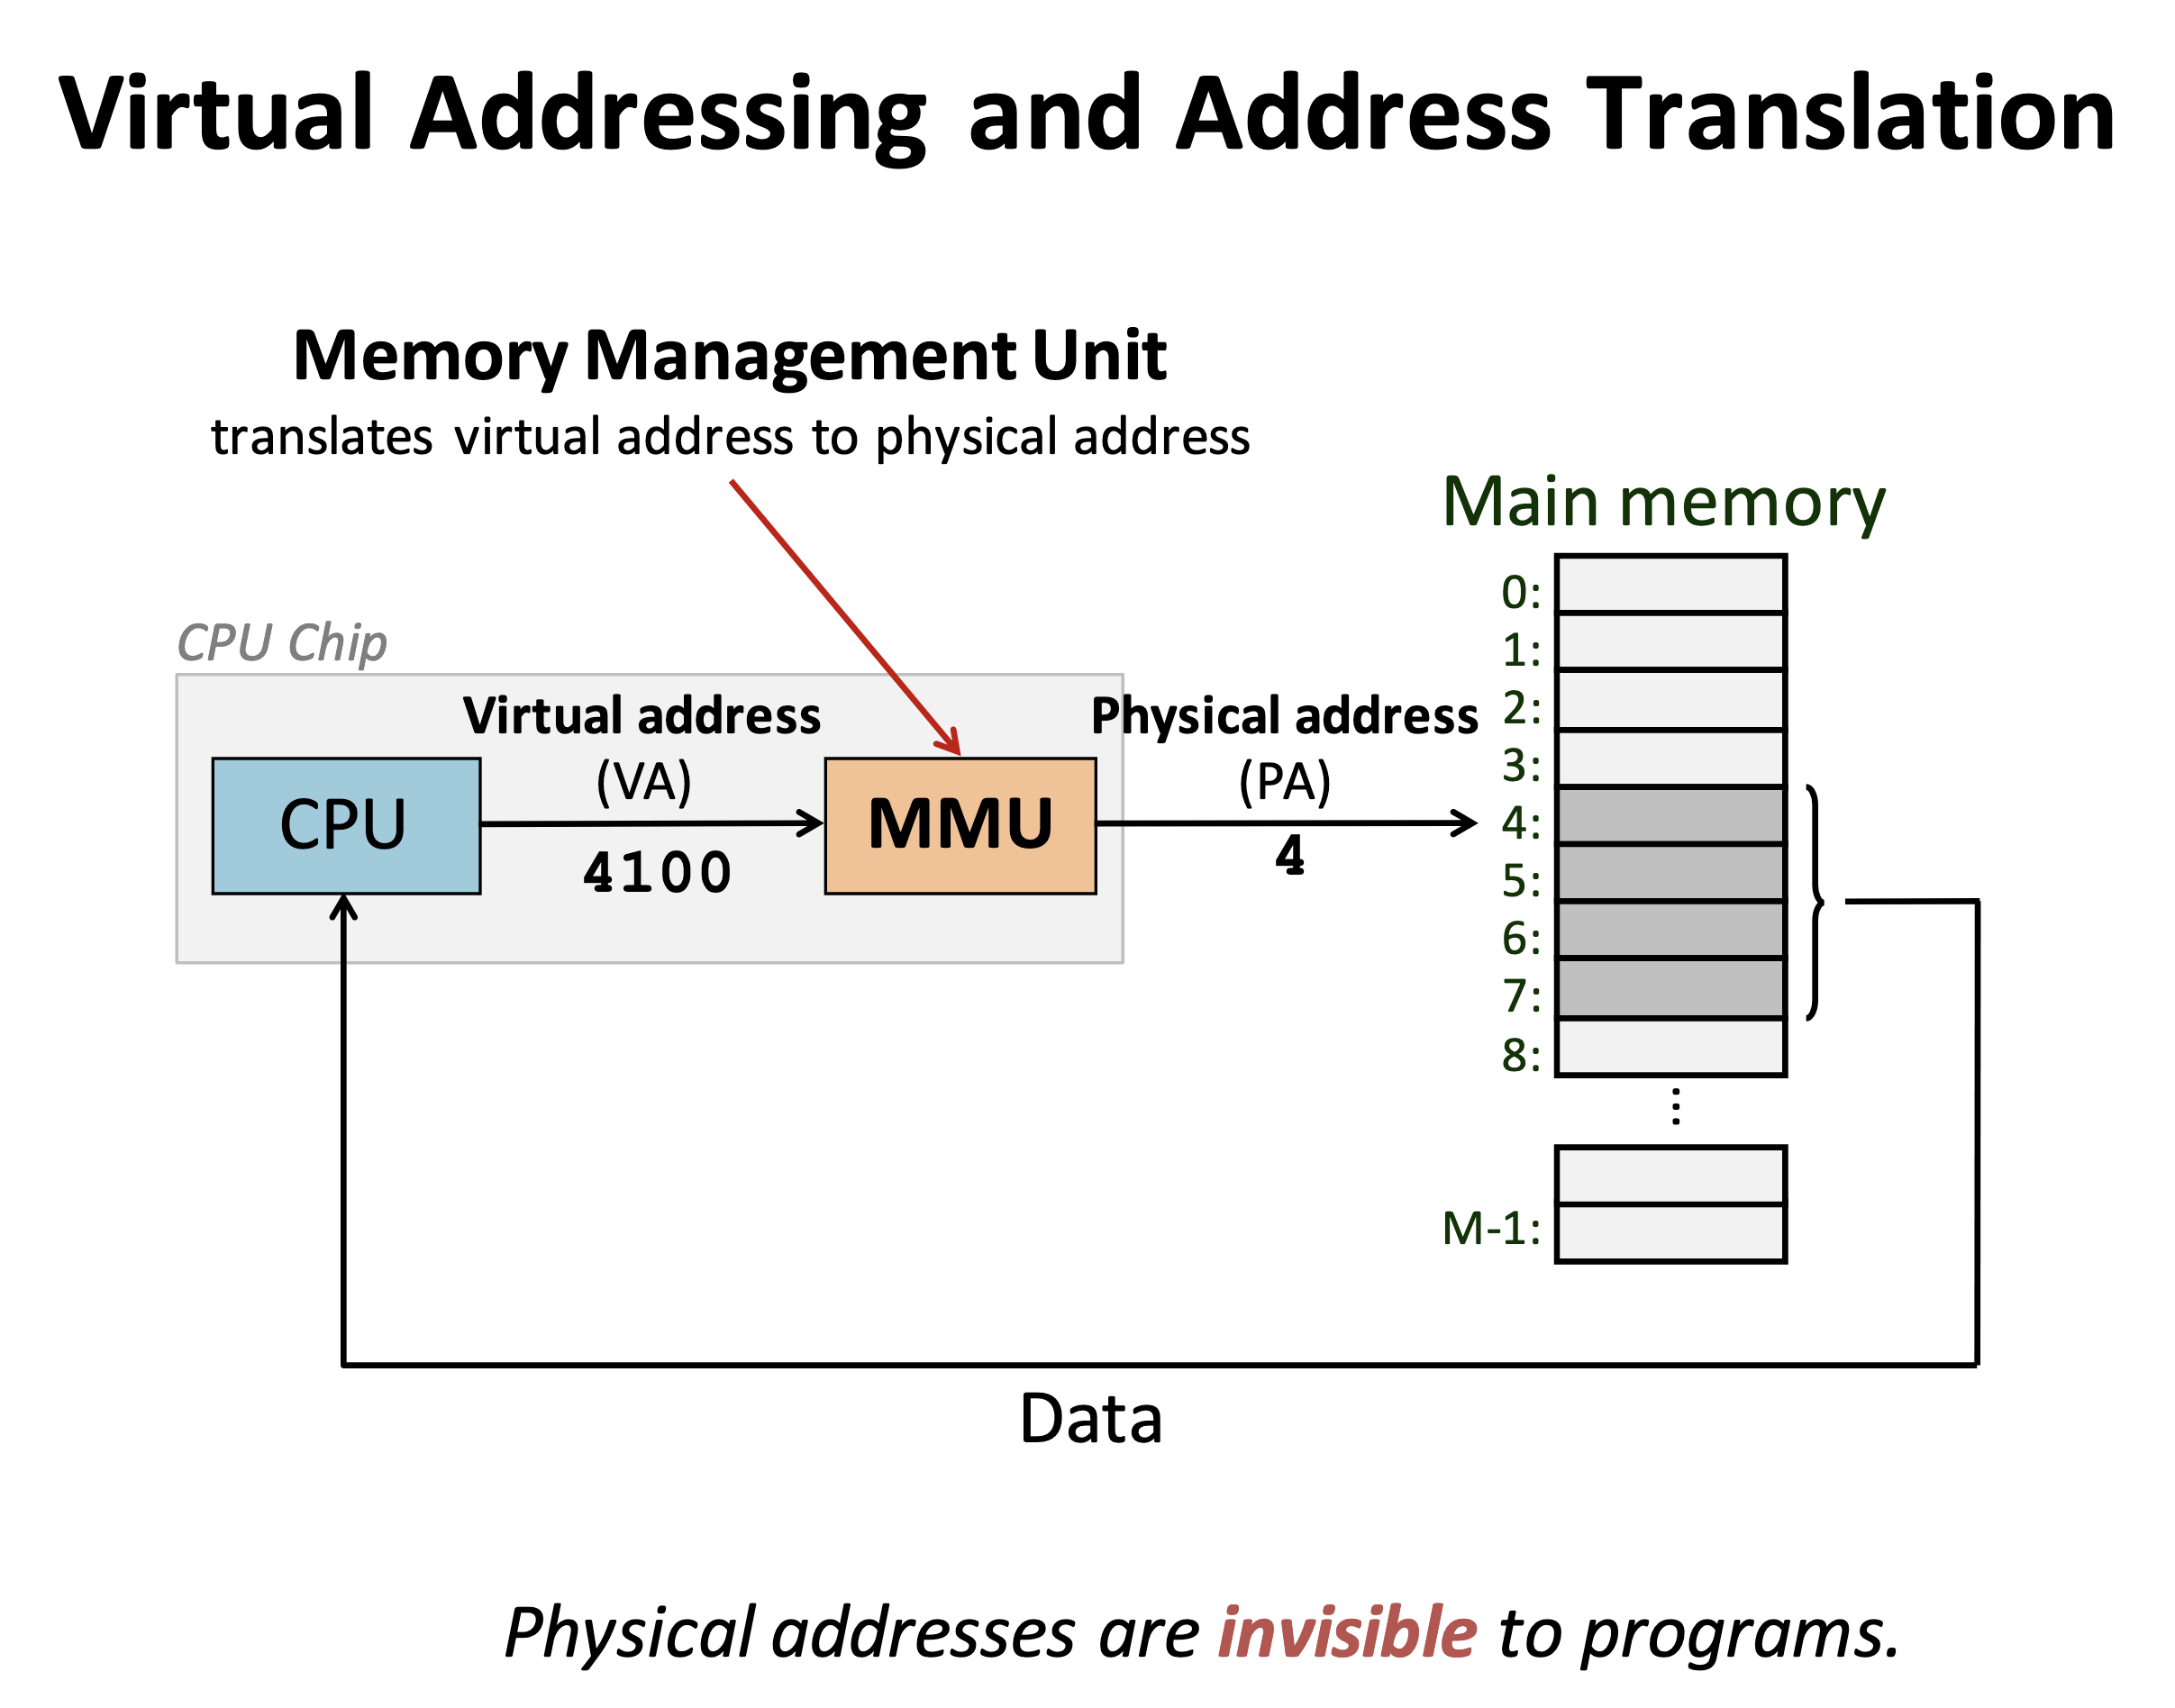 Virtual Addressing and Address Translation
Memory Management Unit
translates virtual address to physical address
Main memory
CPU Chip
Virtual address
(VA)
4100
CPU
MMU
Physical address
(PA)
4
0:
1:
2:
3:
4:
5:
6:
7:
8:
⋮
M-1:
Data
Physical addresses are invisible to programs.